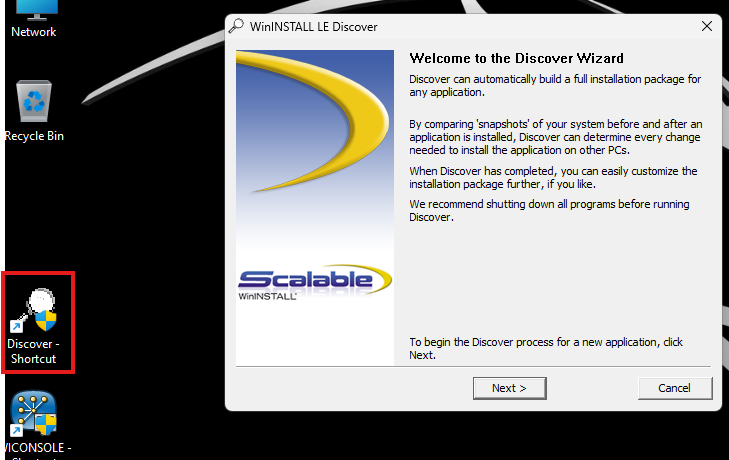 Network
Recycle Bin
Discover -
Shortcut
VICONSOLE -
WinINSTALL LE Discover
Scalable
WinINSTALL
Welcome to the Discover Wizard
Discover can automatically build a full installation package for
any application.
By comparing 'snapshots' of your system before and after an
application is installed, Discover can determine every change
needed to install the application on other PCs.
When Discover has completed, you can easily customize the
installation package further, if you like.
We recommend shutting down all programs before running
Discover.
To begin the Discover process for a new application, click
Next.
Next >
Cancel